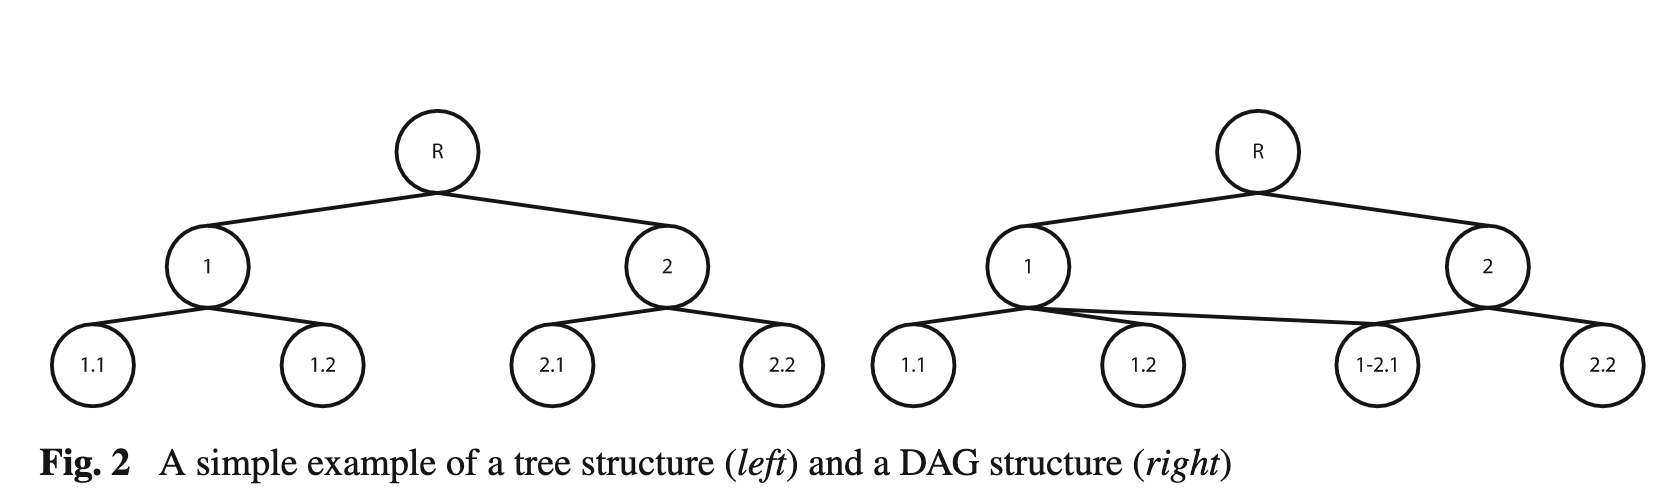 R R
1 2 1 2
1.1 1.2 2.1 2.2 1.1 1.2 1-2.1 2.2
Fig. 2 A simple example of a tree structure (left) and a DAG structure (right)